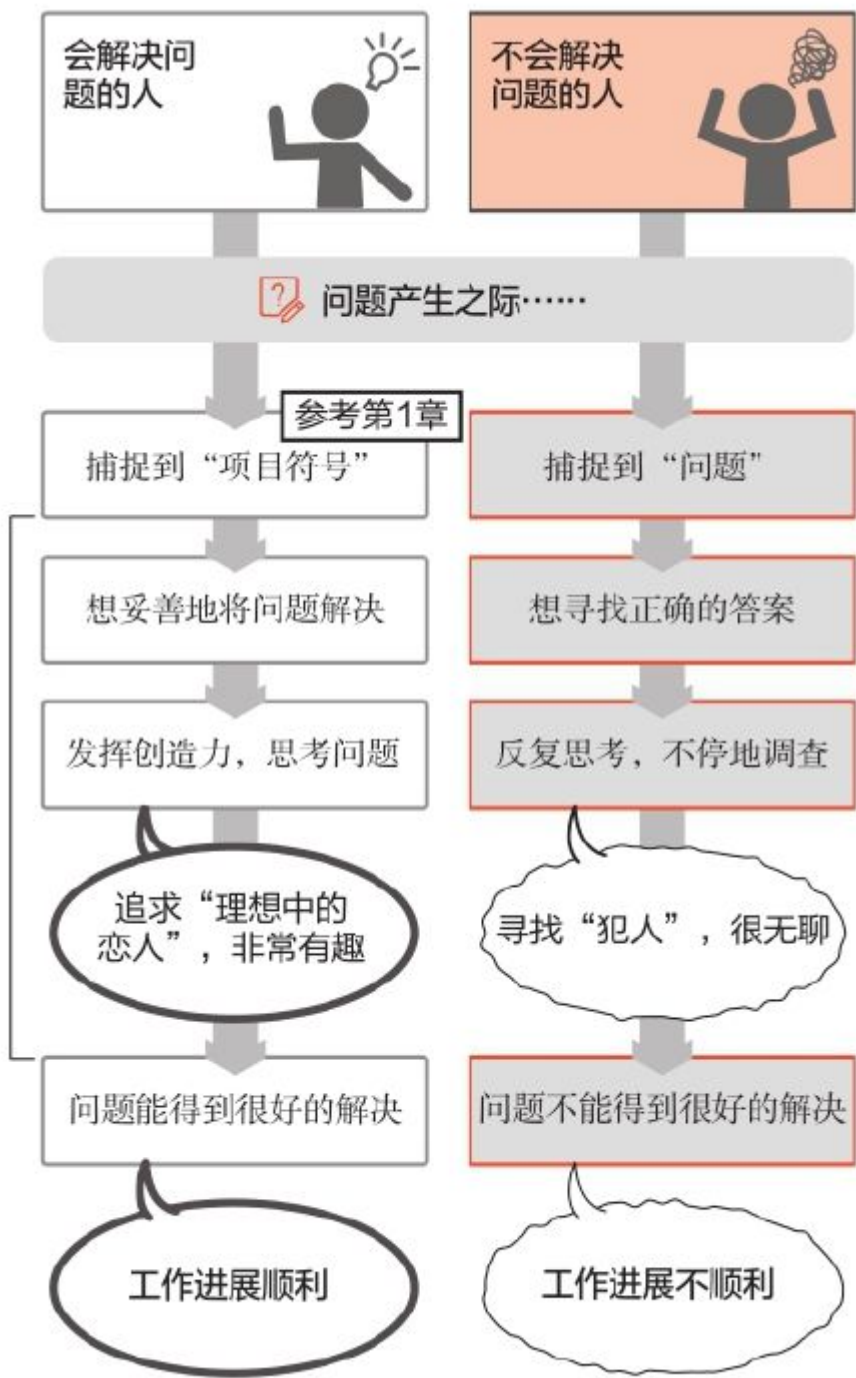 会解决问
题的人
不会解决
问题的人
?
问题产生之际……
参考第1章
捕捉到“项目符号”
捕捉到“问题”
想妥善地将问题解决
想寻找正确的答案
发挥创造力，思考问题
反复思考，不停地调查
追求“理想中的
恋人”，非常有趣
寻找“犯人”，很无聊
问题能得到很好的解决
问题不能得到很好的解决
工作进展顺利
工作进展不顺利